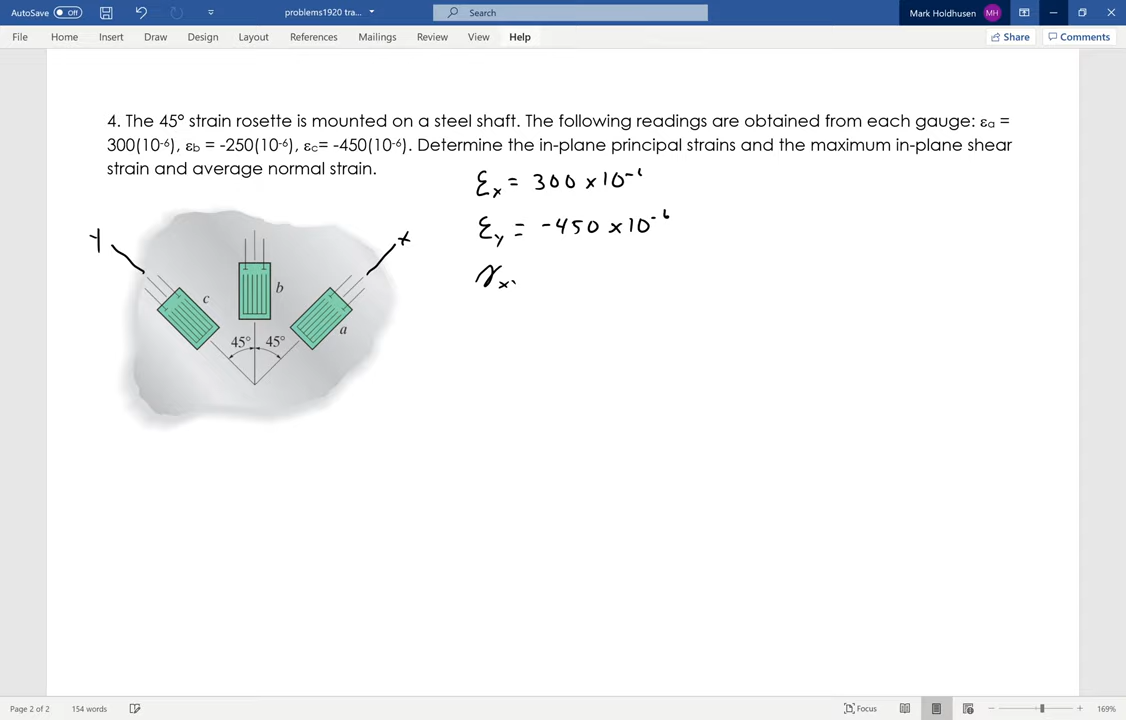 AutoSave Off problems1920 tra... Search Mark Holdhusen MH
File Home Insert Draw Design Layout References Mailings Review View Help Share Comments
4. The 45° strain rosette is mounted on a steel shaft. The following readings are obtained from each gauge: εa =
300(10-6), εb = -250(10-6), εc= -450(10-6). Determine the in-plane principal strains and the maximum in-plane shear
strain and average normal strain.
εx = 300 x10-6
εy = -450 x10-6
γx
y x
c b a
45° 45°
Page 2 of 2 154 words Focus 169%